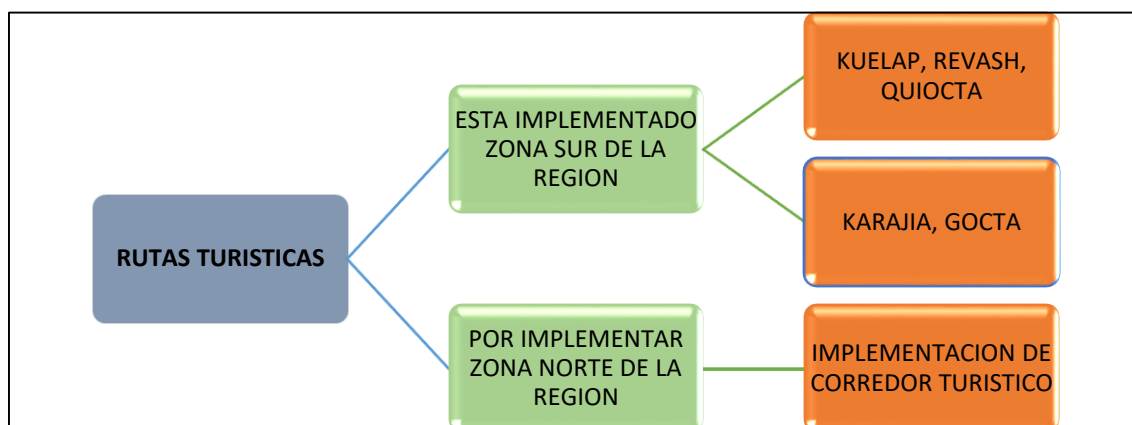 RUTAS TURISTICAS
ESTA IMPLEMENTADO
ZONA SUR DE LA
REGION
KUELAP, REVASH,
QUIOCTA
KARAJIA, GOCTA
POR IMPLEMENTAR
ZONA NORTE DE LA
REGION
IMPLEMENTACION DE
CORREDOR TURISTICO